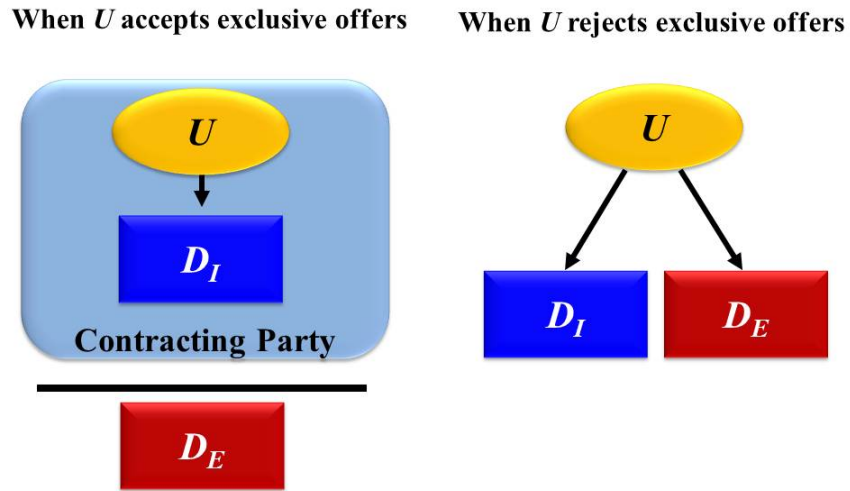 When U accepts exclusive offers
U
D_I
Contracting Party
D_E
When U rejects exclusive offers
U
D_I
D_E